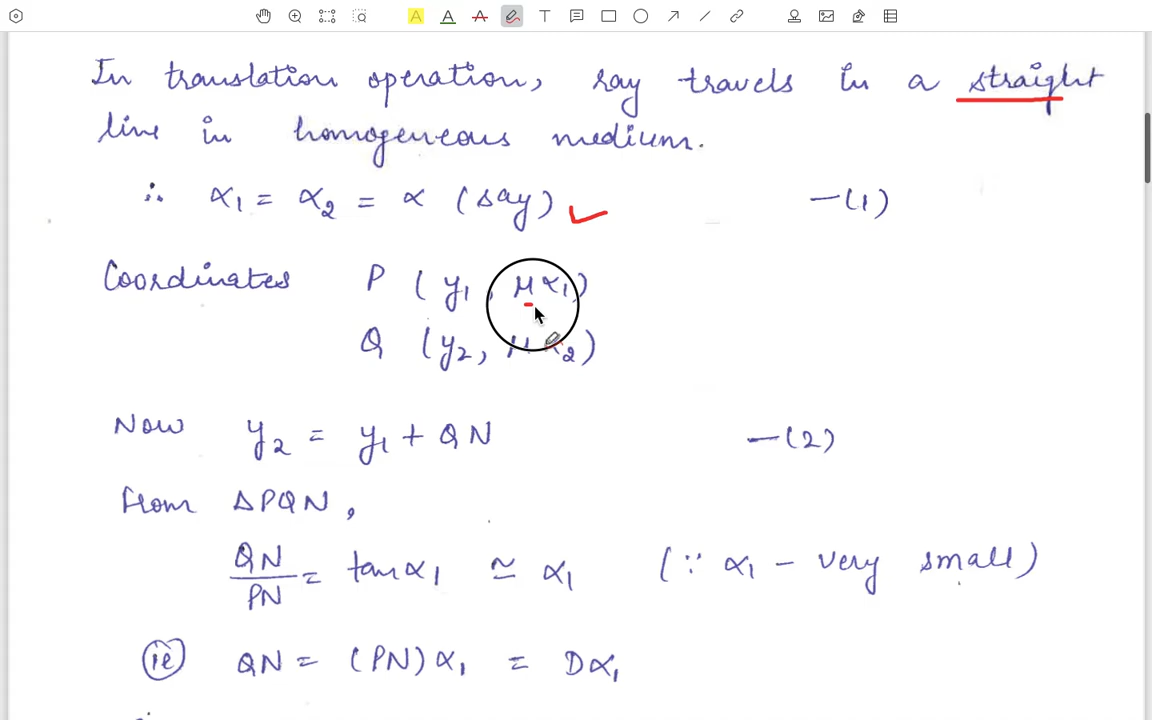 In translation operation, ray travels in a straight
line in homogeneous medium.
∴ α₁ = α₂ = α (say) —(1)
Coordinates P (y₁, μα₁)
Q (y₂, μα₂)
Now y₂ = y₁ + QN —(2)
From ΔPQN,
QN/PN = tanα₁ ≃ α₁ (∵ α₁ – very small)
(ie) QN = (PN)α₁ = Dα₁